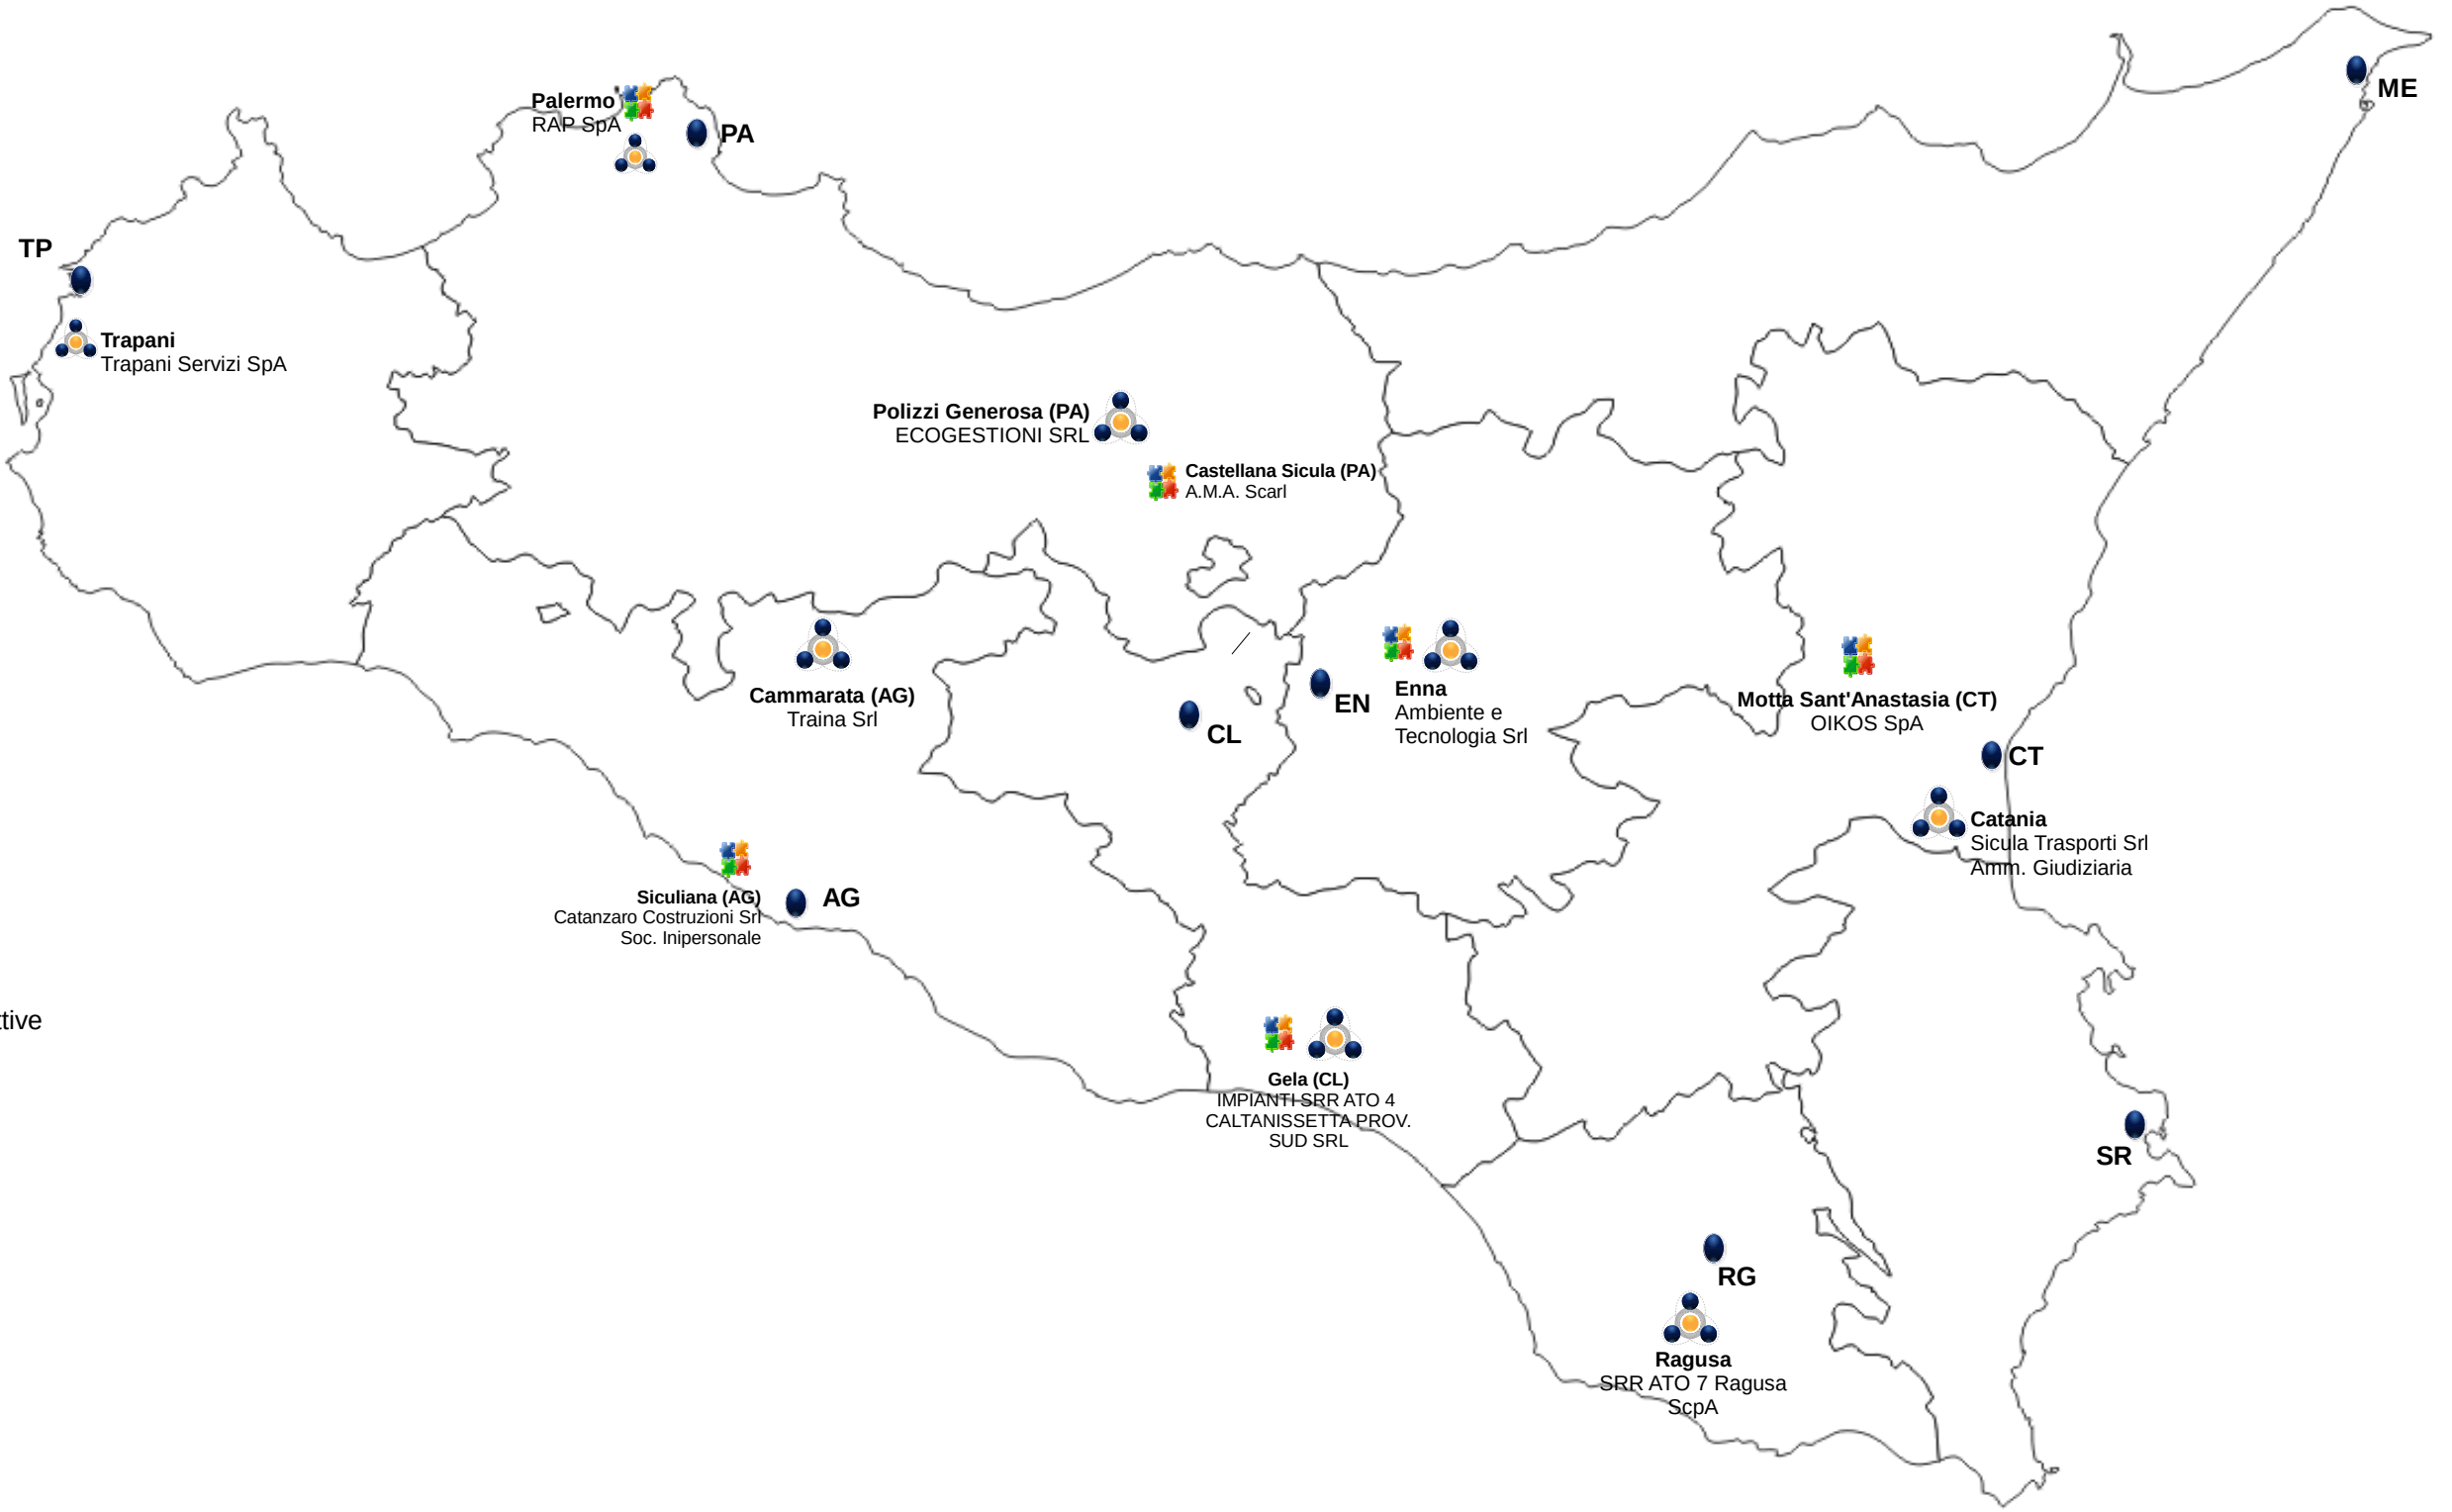 ME
Palermo
RAP SpA
PA
TP
Trapani
Trapani Servizi SpA
Polizzi Generosa (PA)
ECOGESTIONI SRL
Castellana Sicula (PA)
A.M.A. Scarl
Cammarata (AG)
Traina Srl
CL
EN
Enna
Ambiente e
Tecnologia Srl
Motta Sant'Anastasia (CT)
OIKOS SpA
CT
Catania
Sicula Trasporti Srl
Amm. Giudiziaria
Siculiana (AG)
Catanzaro Costruzioni Srl
Soc. Inipersonale
AG
Gela (CL)
IMPIANTI SRR ATO 4
CALTANISSETTA PROV.
SUD SRL
SR
RG
Ragusa
SRR ATO 7 Ragusa
ScpA